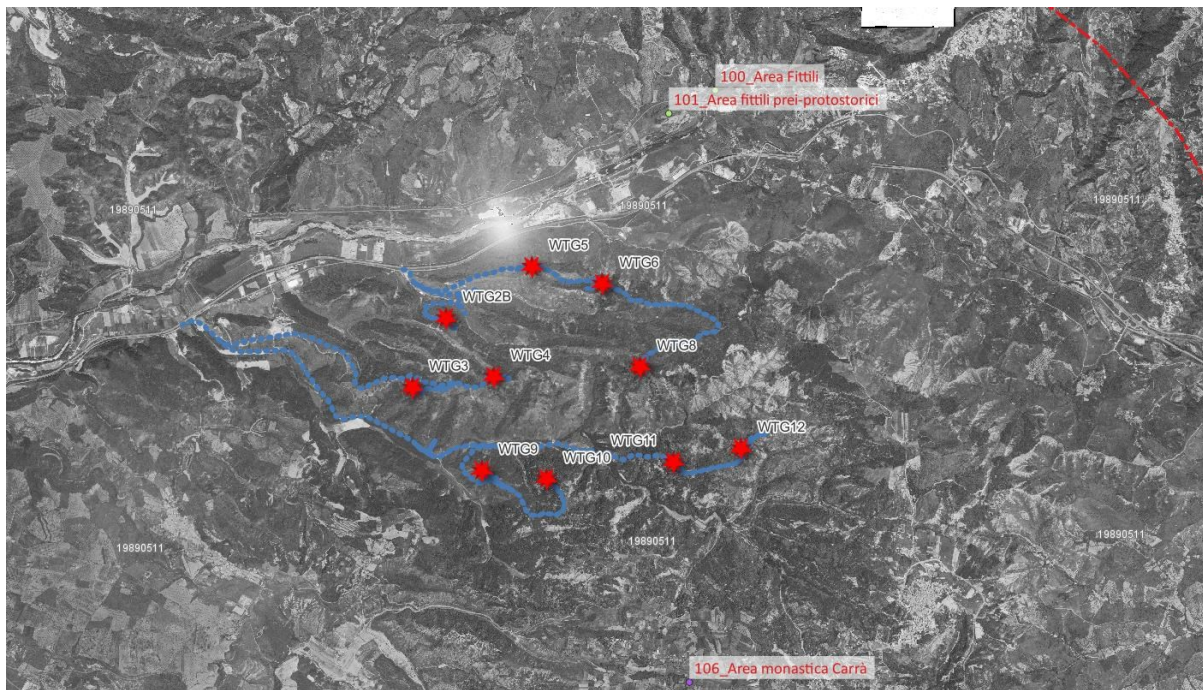 100_Area Fittili
101_Area fittili prei-protostorici
19890511
19890511
19890511
WTG5
WTG6
WTG2B
WTG8
WTG4
WTG3
WTG12
WTG11
WTG9
WTG10
19890511
19890511
19890511
106_Area monastica Carrà